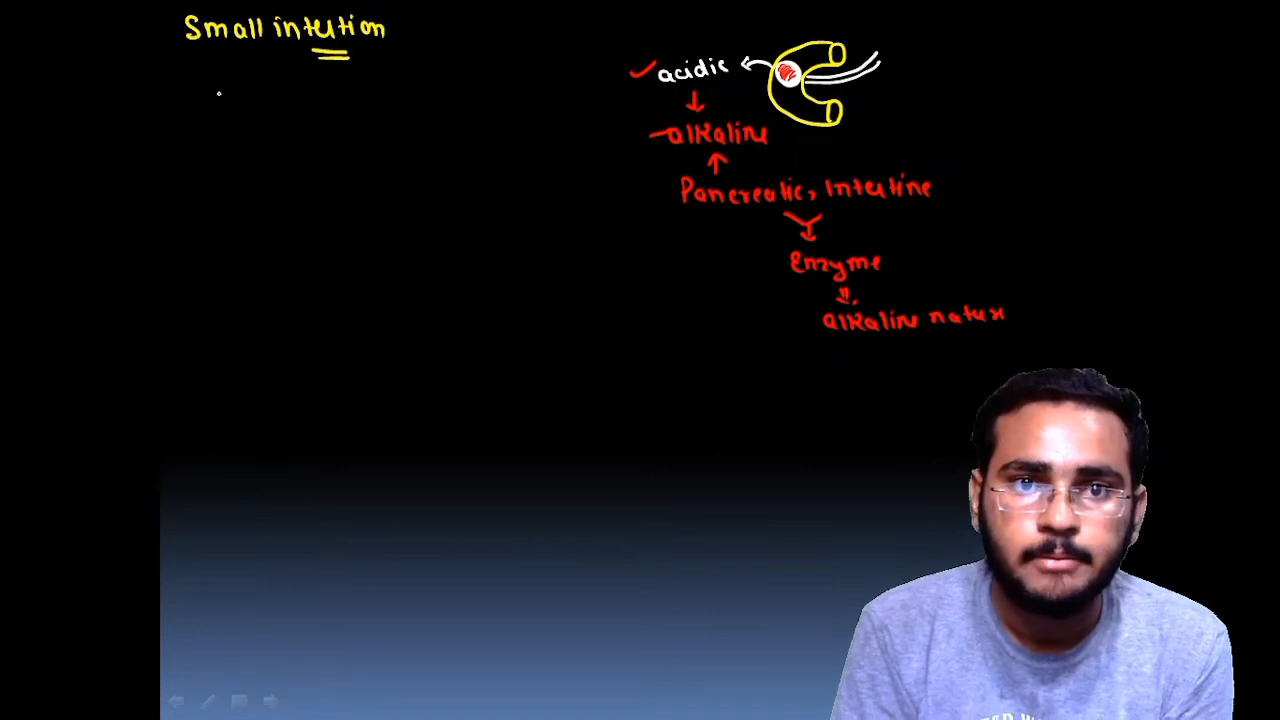 Small intestion
acidic
alkaline
Pancreatic, Intestine
Enzyme
alkaline nature